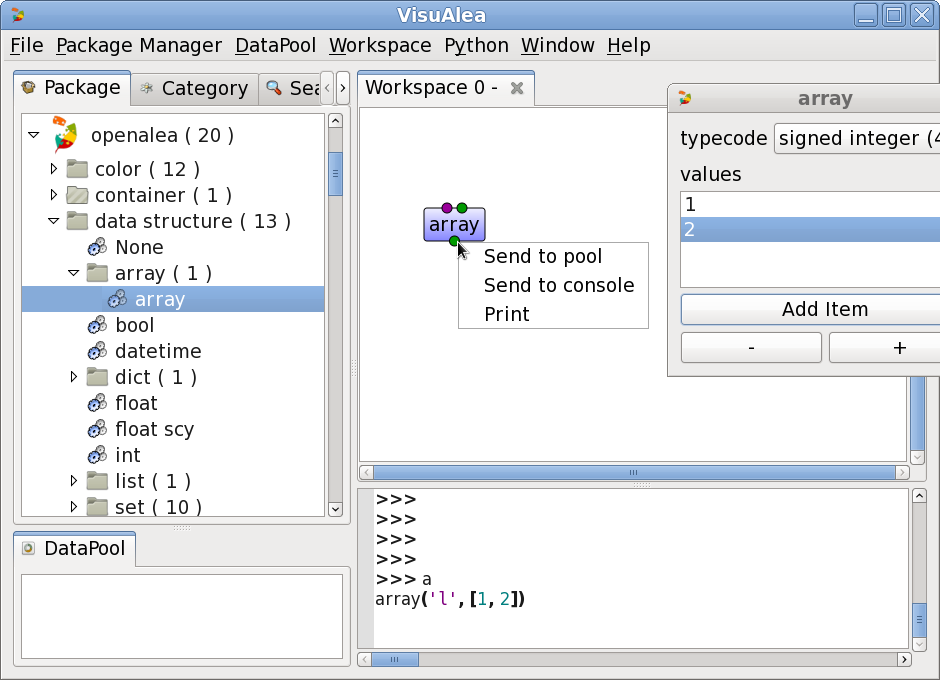 VisuAlea
File Package Manager DataPool Workspace Python Window Help
Package Category Sea
openalea ( 20 )
color ( 12 )
container ( 1 )
data structure ( 13 )
None
array ( 1 )
array
bool
datetime
dict ( 1 )
float
float scy
int
list ( 1 )
set ( 10 )
DataPool
Workspace 0 -
array
Send to pool
Send to console
Print
array
typecode signed integer (4
values
1
2
Add Item
- +
>>>
>>>
>>>
>>>
>>> a
array('l', [1, 2])